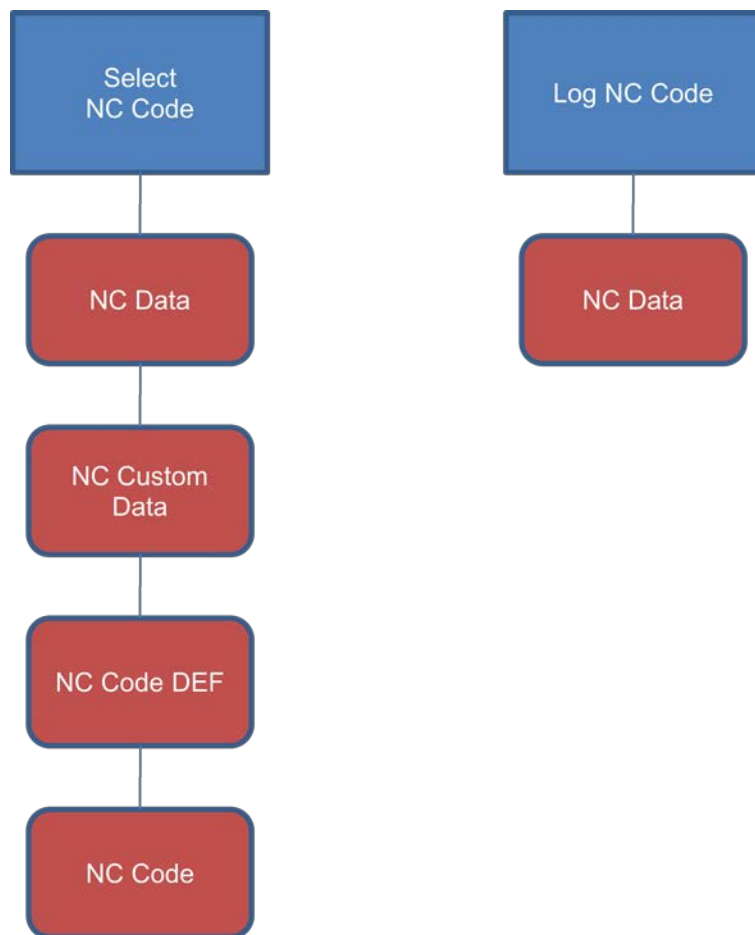 Select
NC Code
NC Data
NC Custom
Data
NC Code DEF
NC Code
Log NC Code
NC Data